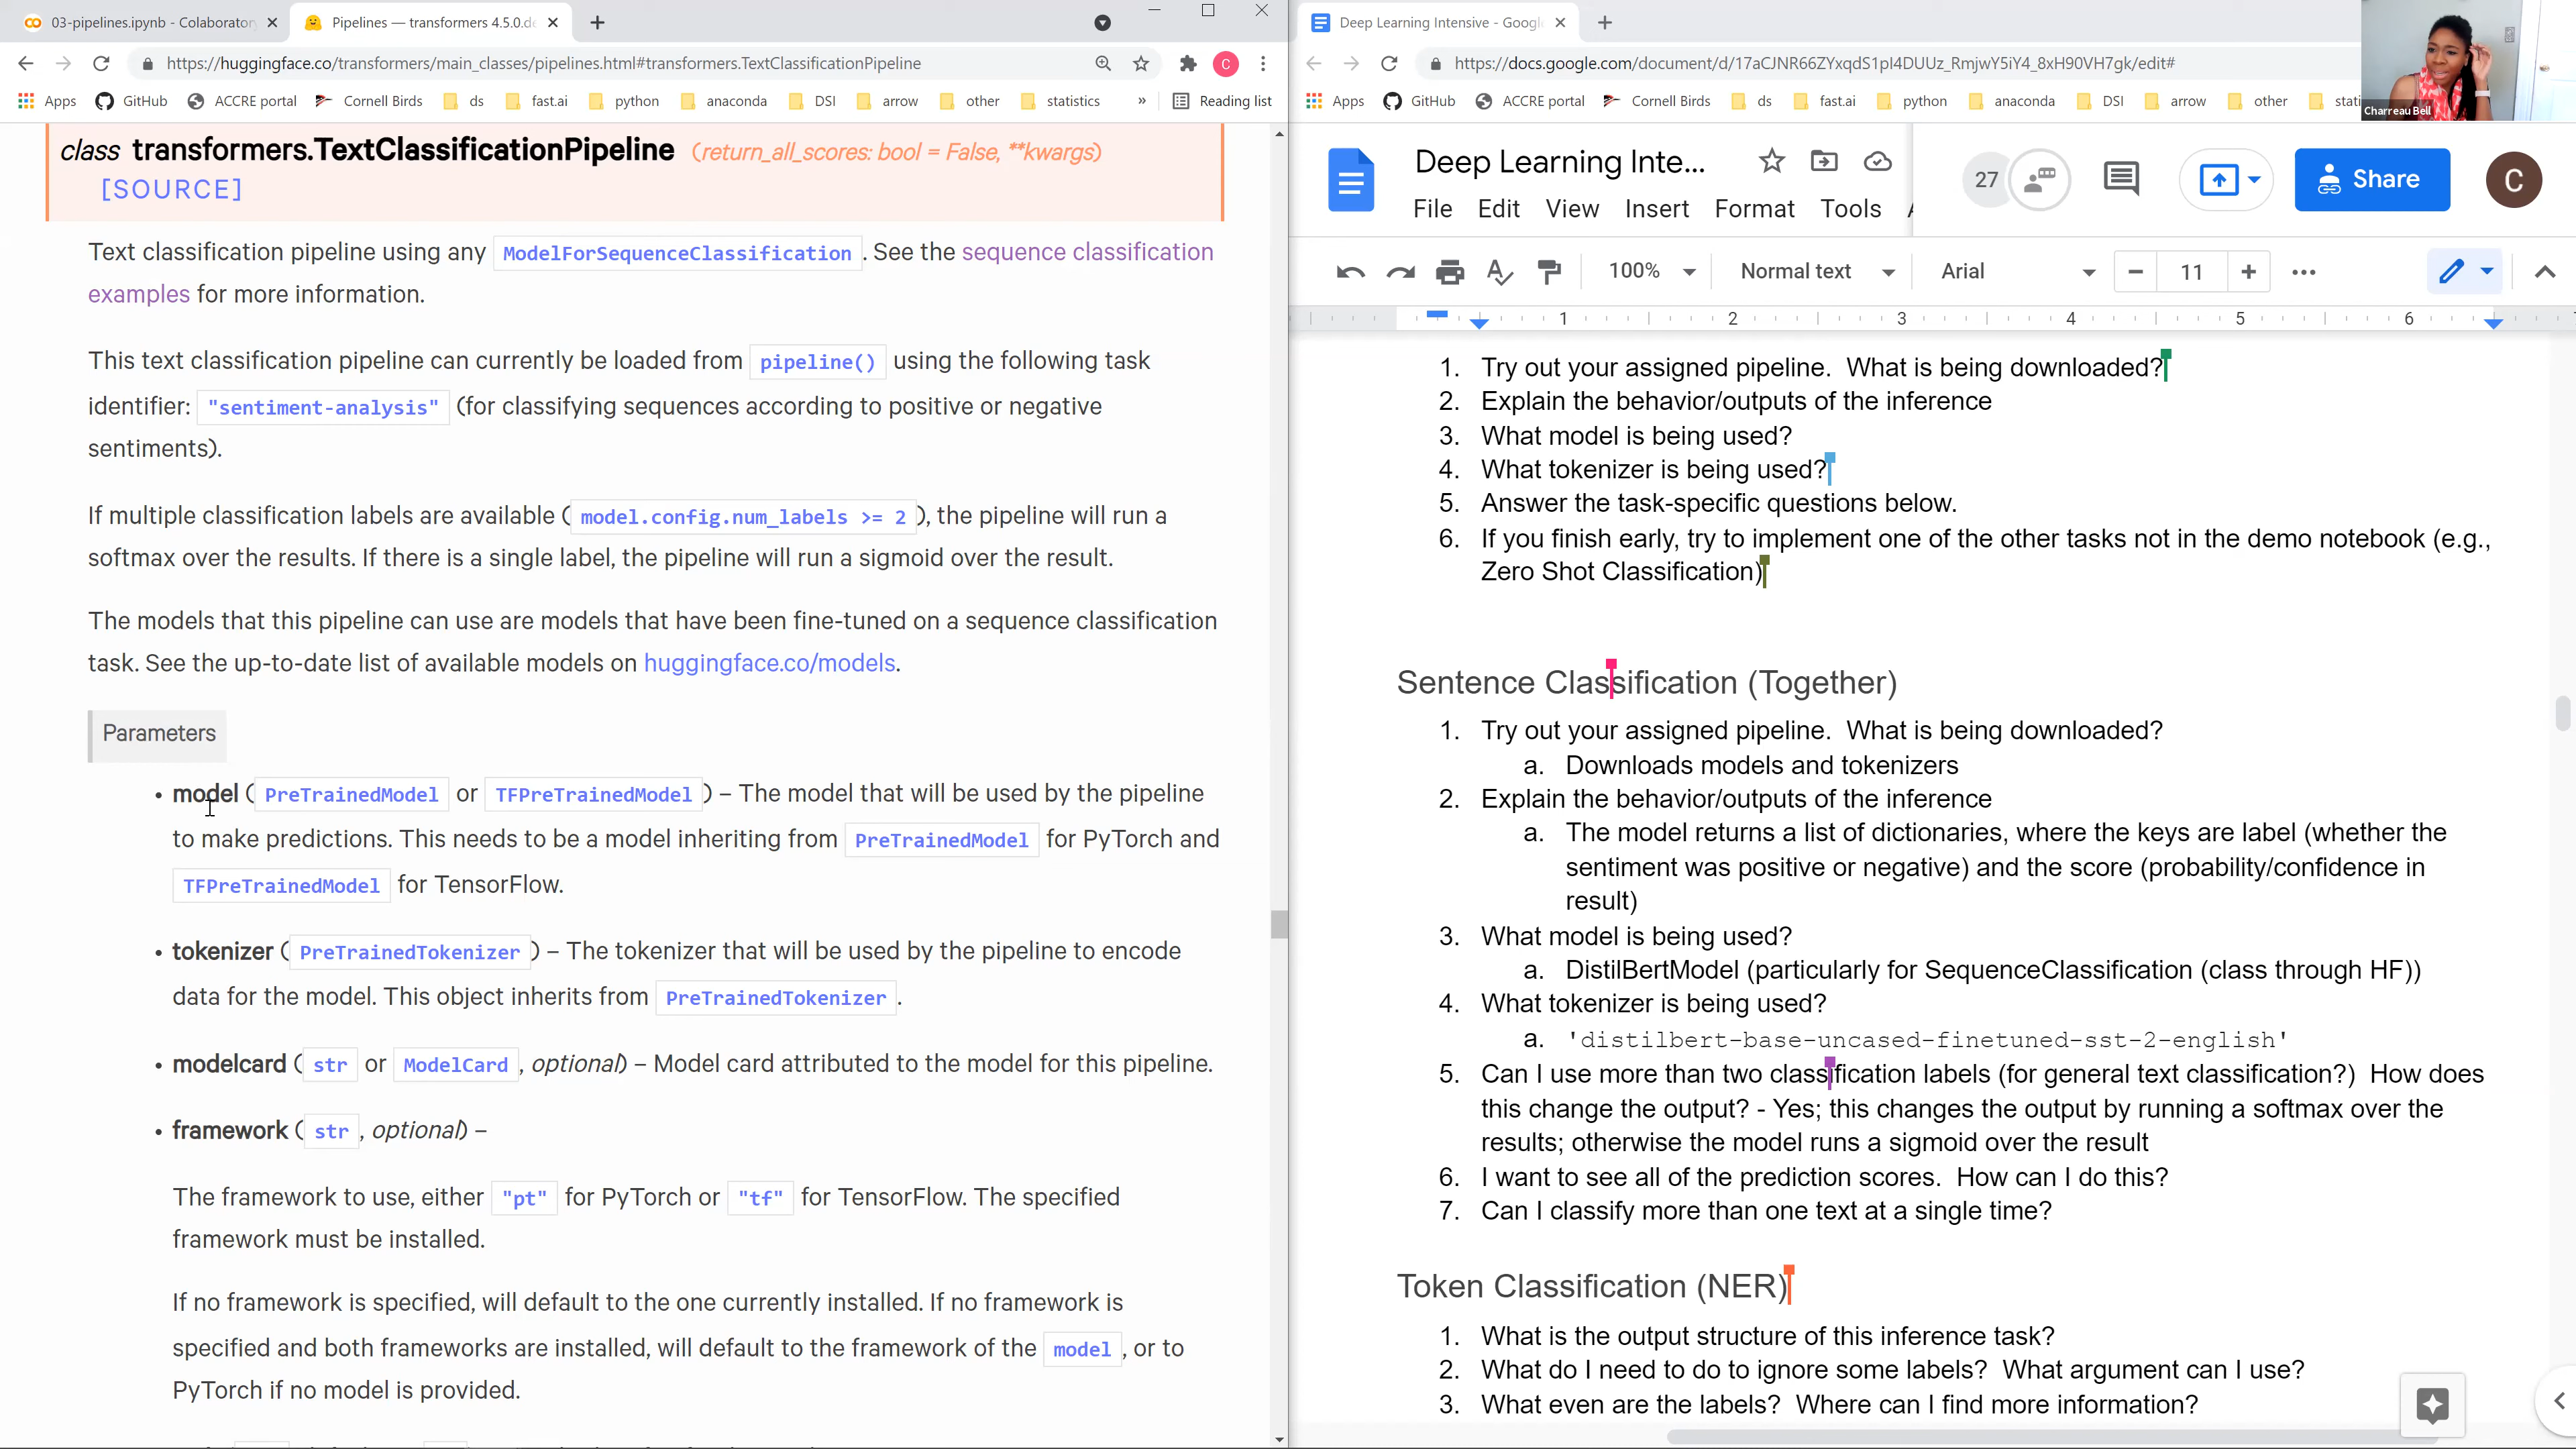 03-pipelines.ipynb - Colaboratory
Pipelines — transformers 4.5.0.de
https://huggingface.co/transformers/main_classes/pipelines.html#transformers.TextClassificationPipeline
C
Apps GitHub ACCRE portal Cornell Birds ds fast.ai python anaconda DSI arrow other statistics » Reading list
class transformers.TextClassificationPipeline (return_all_scores: bool = False, **kwargs)
[SOURCE]
Text classification pipeline using any ModelForSequenceClassification . See the sequence classification
examples for more information.
This text classification pipeline can currently be loaded from pipeline() using the following task
identifier: "sentiment-analysis" (for classifying sequences according to positive or negative
sentiments).
If multiple classification labels are available ( model.config.num_labels >= 2 ), the pipeline will run a
softmax over the results. If there is a single label, the pipeline will run a sigmoid over the result.
The models that this pipeline can use are models that have been fine-tuned on a sequence classification
task. See the up-to-date list of available models on huggingface.co/models.
Parameters
• model ( PreTrainedModel or TFPreTrainedModel ) – The model that will be used by the pipeline
to make predictions. This needs to be a model inheriting from PreTrainedModel for PyTorch and
TFPreTrainedModel for TensorFlow.
• tokenizer ( PreTrainedTokenizer ) – The tokenizer that will be used by the pipeline to encode
data for the model. This object inherits from PreTrainedTokenizer .
• modelcard ( str or ModelCard , optional) – Model card attributed to the model for this pipeline.
• framework ( str , optional) –
The framework to use, either "pt" for PyTorch or "tf" for TensorFlow. The specified
framework must be installed.
If no framework is specified, will default to the one currently installed. If no framework is
specified and both frameworks are installed, will default to the framework of the model , or to
PyTorch if no model is provided.
Deep Learning Intensive - Googl
https://docs.google.com/document/d/17aCJNR66ZYxqdS1pI4DUUz_RmjwY5iY4_8xH90VH7gk/edit#
Apps GitHub ACCRE portal Cornell Birds ds fast.ai python anaconda DSI arrow other stati
Charreau Bell
Deep Learning Inte...
27
Share
C
File Edit View Insert Format Tools
100% Normal text Arial 11
1 2 3 4 5 6
1. Try out your assigned pipeline. What is being downloaded?
2. Explain the behavior/outputs of the inference
3. What model is being used?
4. What tokenizer is being used?
5. Answer the task-specific questions below.
6. If you finish early, try to implement one of the other tasks not in the demo notebook (e.g.,
Zero Shot Classification)
Sentence Classification (Together)
1. Try out your assigned pipeline. What is being downloaded?
a. Downloads models and tokenizers
2. Explain the behavior/outputs of the inference
a. The model returns a list of dictionaries, where the keys are label (whether the
sentiment was positive or negative) and the score (probability/confidence in
result)
3. What model is being used?
a. DistilBertModel (particularly for SequenceClassification (class through HF))
4. What tokenizer is being used?
a. 'distilbert-base-uncased-finetuned-sst-2-english'
5. Can I use more than two classification labels (for general text classification?) How does
this change the output? - Yes; this changes the output by running a softmax over the
results; otherwise the model runs a sigmoid over the result
6. I want to see all of the prediction scores. How can I do this?
7. Can I classify more than one text at a single time?
Token Classification (NER)
1. What is the output structure of this inference task?
2. What do I need to do to ignore some labels? What argument can I use?
3. What even are the labels? Where can I find more information?